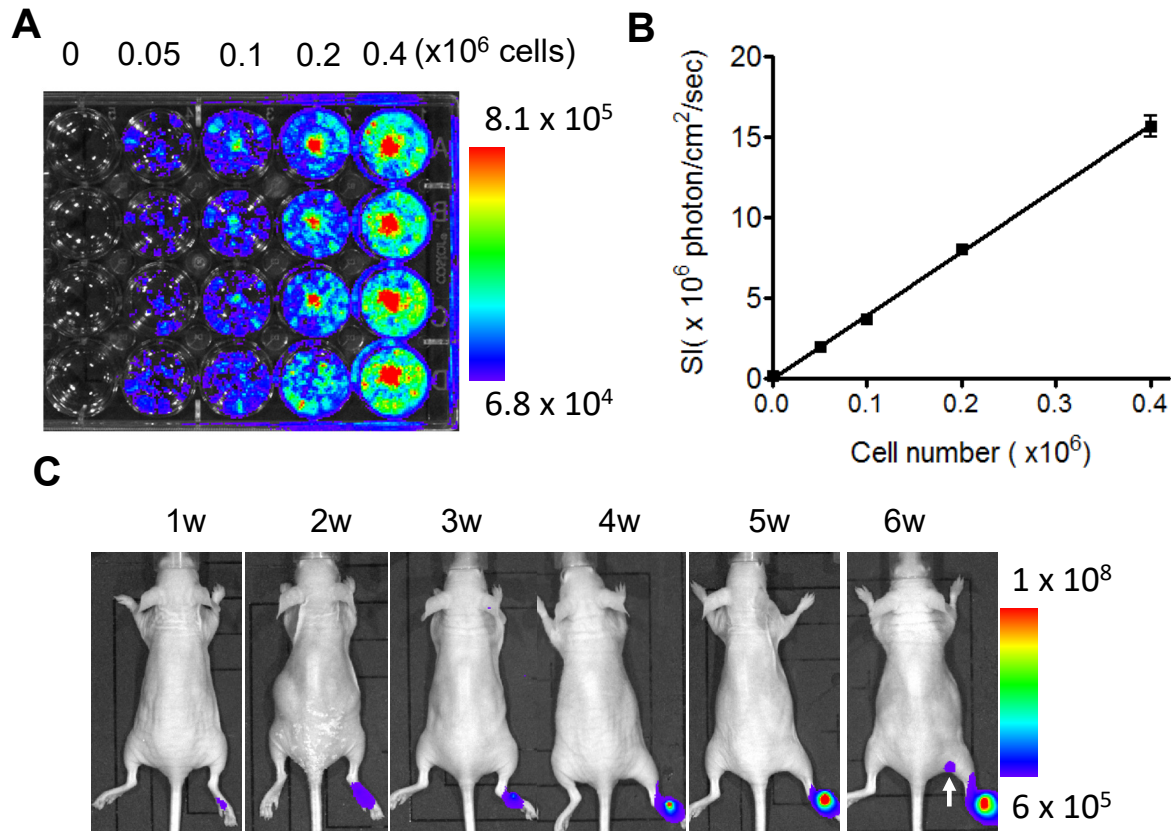 A
0 0.05 0.1 0.2 0.4 (x10⁶ cells)
8.1 x 10⁵
6.8 x 10⁴
A
B
C
D
B
20
15
10
5
0
SI( x 10⁶ photon/cm²/sec)
0.0 0.1 0.2 0.3 0.4
Cell number ( x10⁶)
C
1w 2w 3w 4w 5w 6w
1 x 10⁸
6 x 10⁵